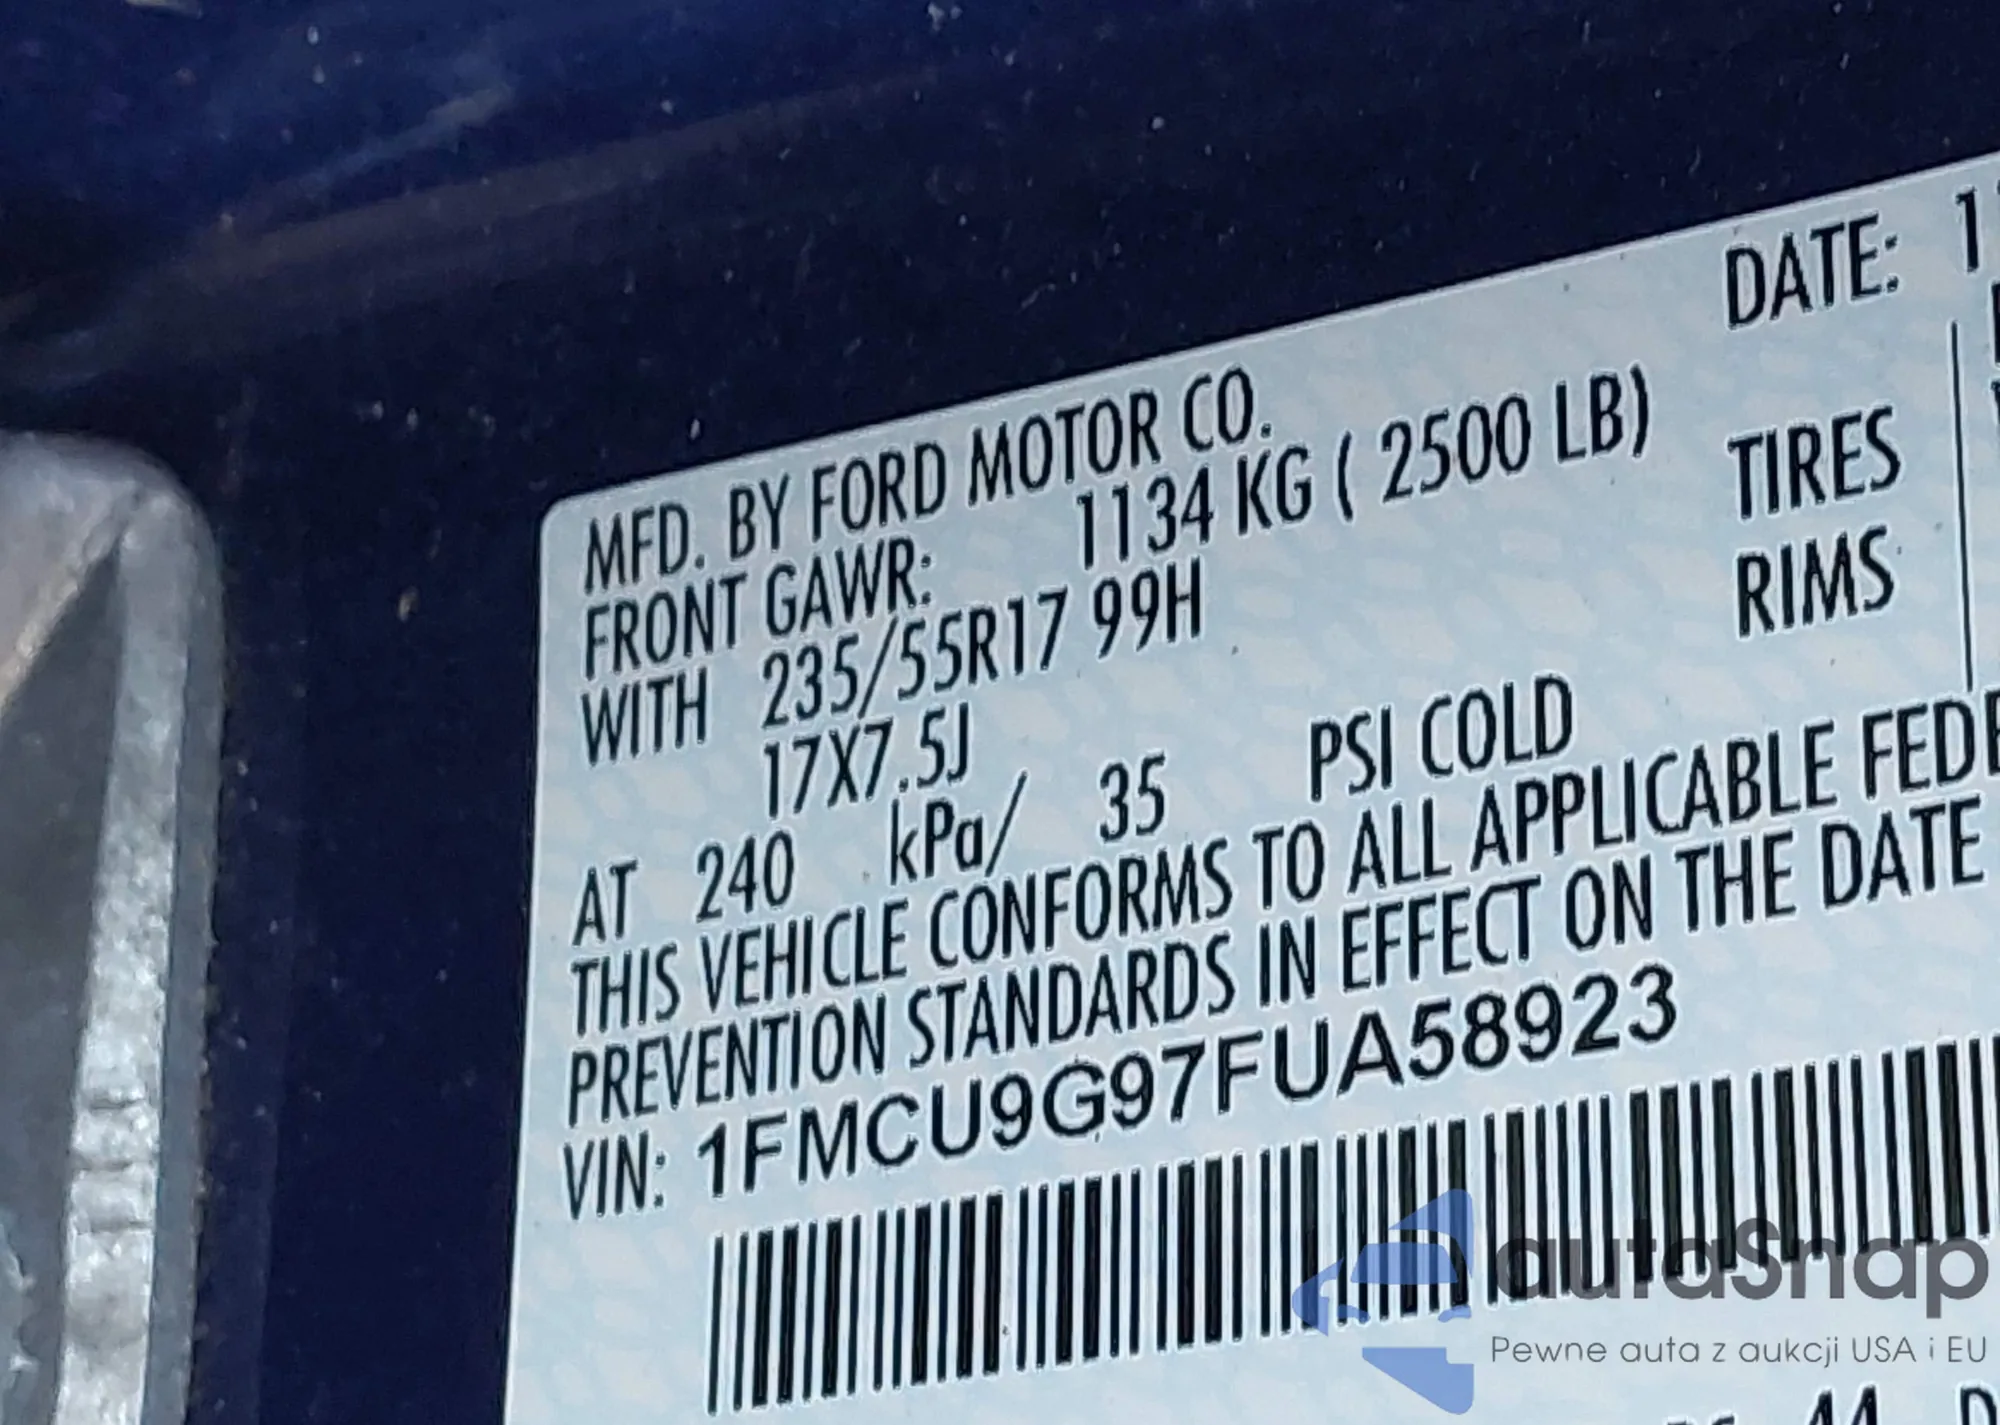 DATE: 1
MFD. BY FORD MOTOR CO.
FRONT GAWR: 1134 KG ( 2500 LB)
WITH 235/55R17 99H TIRES
17X7.5J RIMS
AT 240 kPa/ 35 PSI COLD
THIS VEHICLE CONFORMS TO ALL APPLICABLE FEDE
PREVENTION STANDARDS IN EFFECT ON THE DATE
VIN: 1FMCU9G97FUA58923
autaSnap
Pewne auta z aukcji USA i EU
44 D